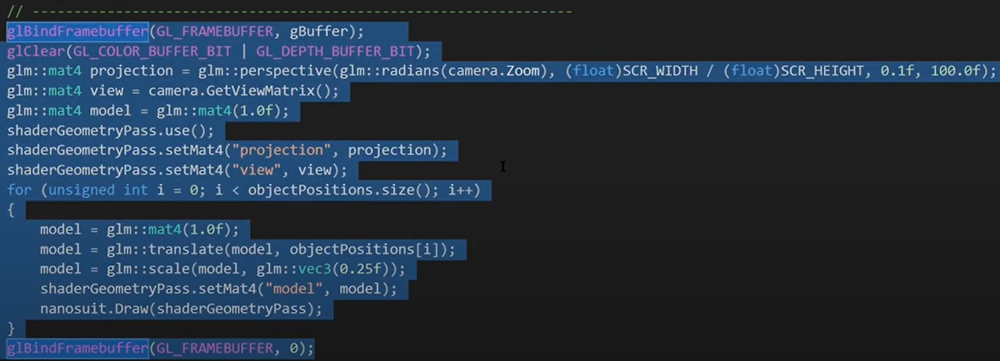 // -----------------------------------------------------------------
glBindFramebuffer(GL_FRAMEBUFFER, gBuffer);
glClear(GL_COLOR_BUFFER_BIT | GL_DEPTH_BUFFER_BIT);
glm::mat4 projection = glm::perspective(glm::radians(camera.Zoom), (float)SCR_WIDTH / (float)SCR_HEIGHT, 0.1f, 100.0f);
glm::mat4 view = camera.GetViewMatrix();
glm::mat4 model = glm::mat4(1.0f);
shaderGeometryPass.use();
shaderGeometryPass.setMat4("projection", projection);
shaderGeometryPass.setMat4("view", view);
for (unsigned int i = 0; i < objectPositions.size(); i++)
{
    model = glm::mat4(1.0f);
    model = glm::translate(model, objectPositions[i]);
    model = glm::scale(model, glm::vec3(0.25f));
    shaderGeometryPass.setMat4("model", model);
    nanosuit.Draw(shaderGeometryPass);
}
glBindFramebuffer(GL_FRAMEBUFFER, 0);